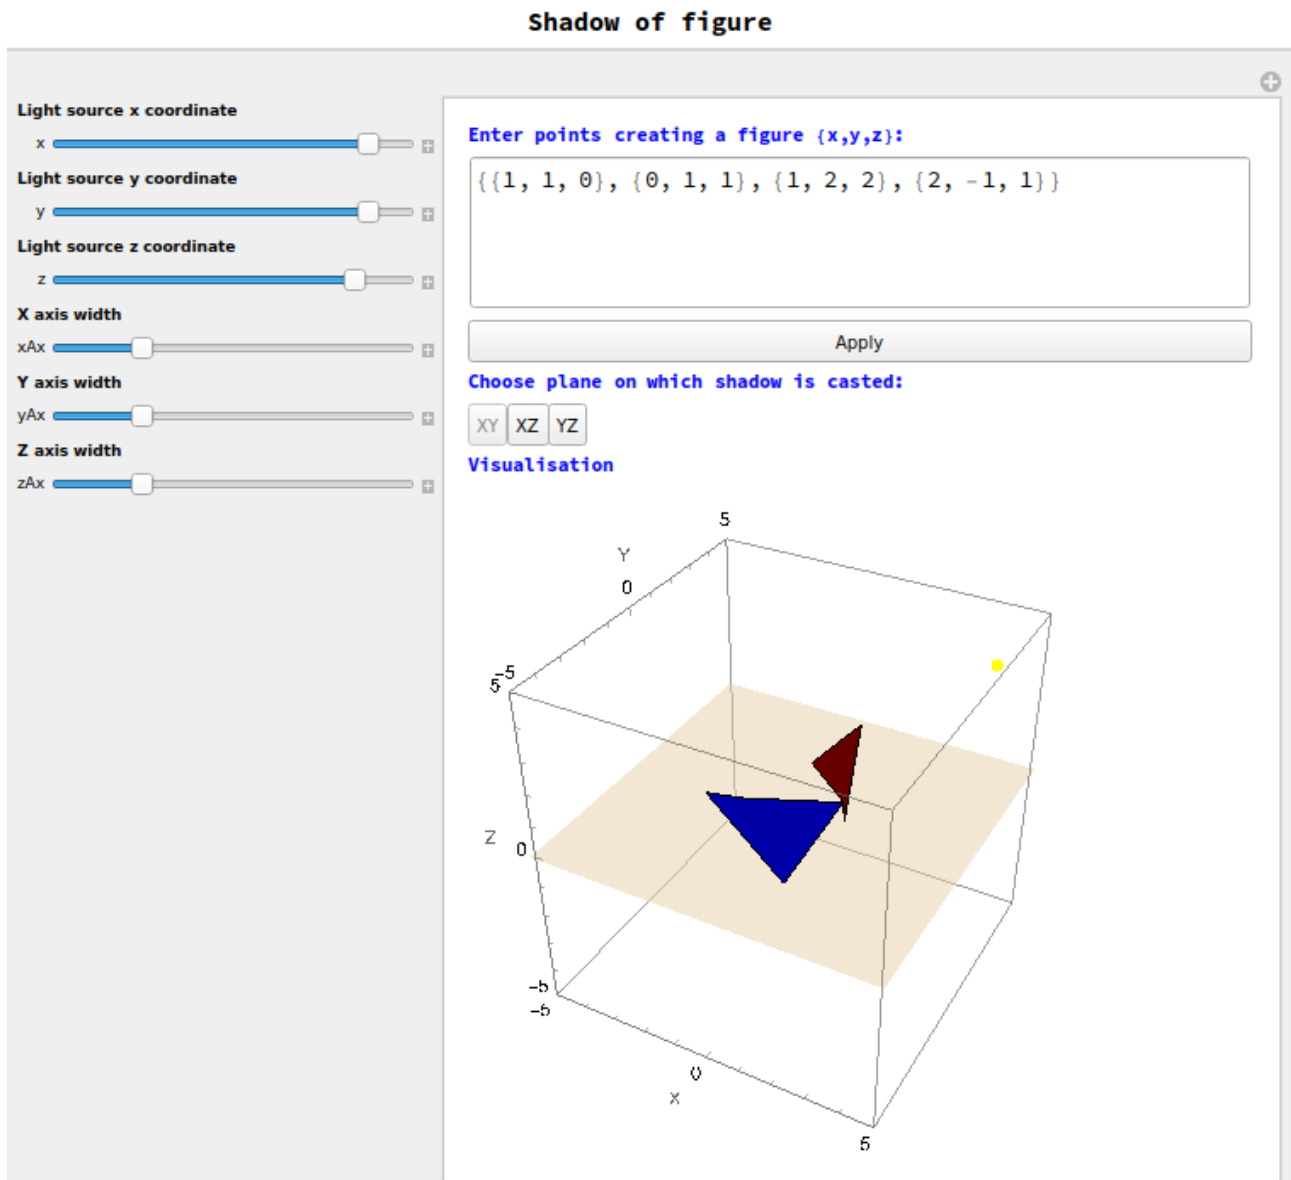 Shadow of figure
Light source x coordinate
x
Light source y coordinate
y
Light source z coordinate
z
X axis width
xAx
Y axis width
yAx
Z axis width
zAx
Enter points creating a figure {x,y,z}:
{{1, 1, 0}, {0, 1, 1}, {1, 2, 2}, {2, -1, 1}}
Apply
Choose plane on which shadow is casted:
XY XZ YZ
Visualisation
5
Y
0
-5
5
Z
0
-5
-5
0
X
5